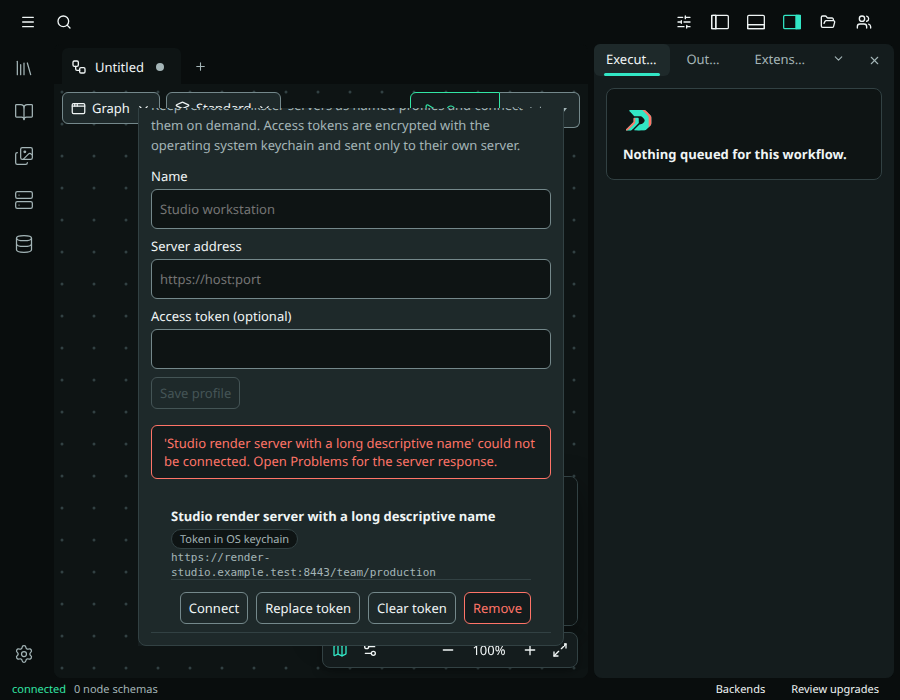 Untitled
Execut...
Out...
Extens...
Graph
Standard
them on demand. Access tokens are encrypted with the
operating system keychain and sent only to their own server.
Name
Studio workstation
Server address
https://host:port
Access token (optional)
Save profile
'Studio render server with a long descriptive name' could not
be connected. Open Problems for the server response.
Studio render server with a long descriptive name
Token in OS keychain
https://render-
studio.example.test:8443/team/production
Connect
Replace token
Clear token
Remove
Nothing queued for this workflow.
100%
connected
0 node schemas
Backends
Review upgrades